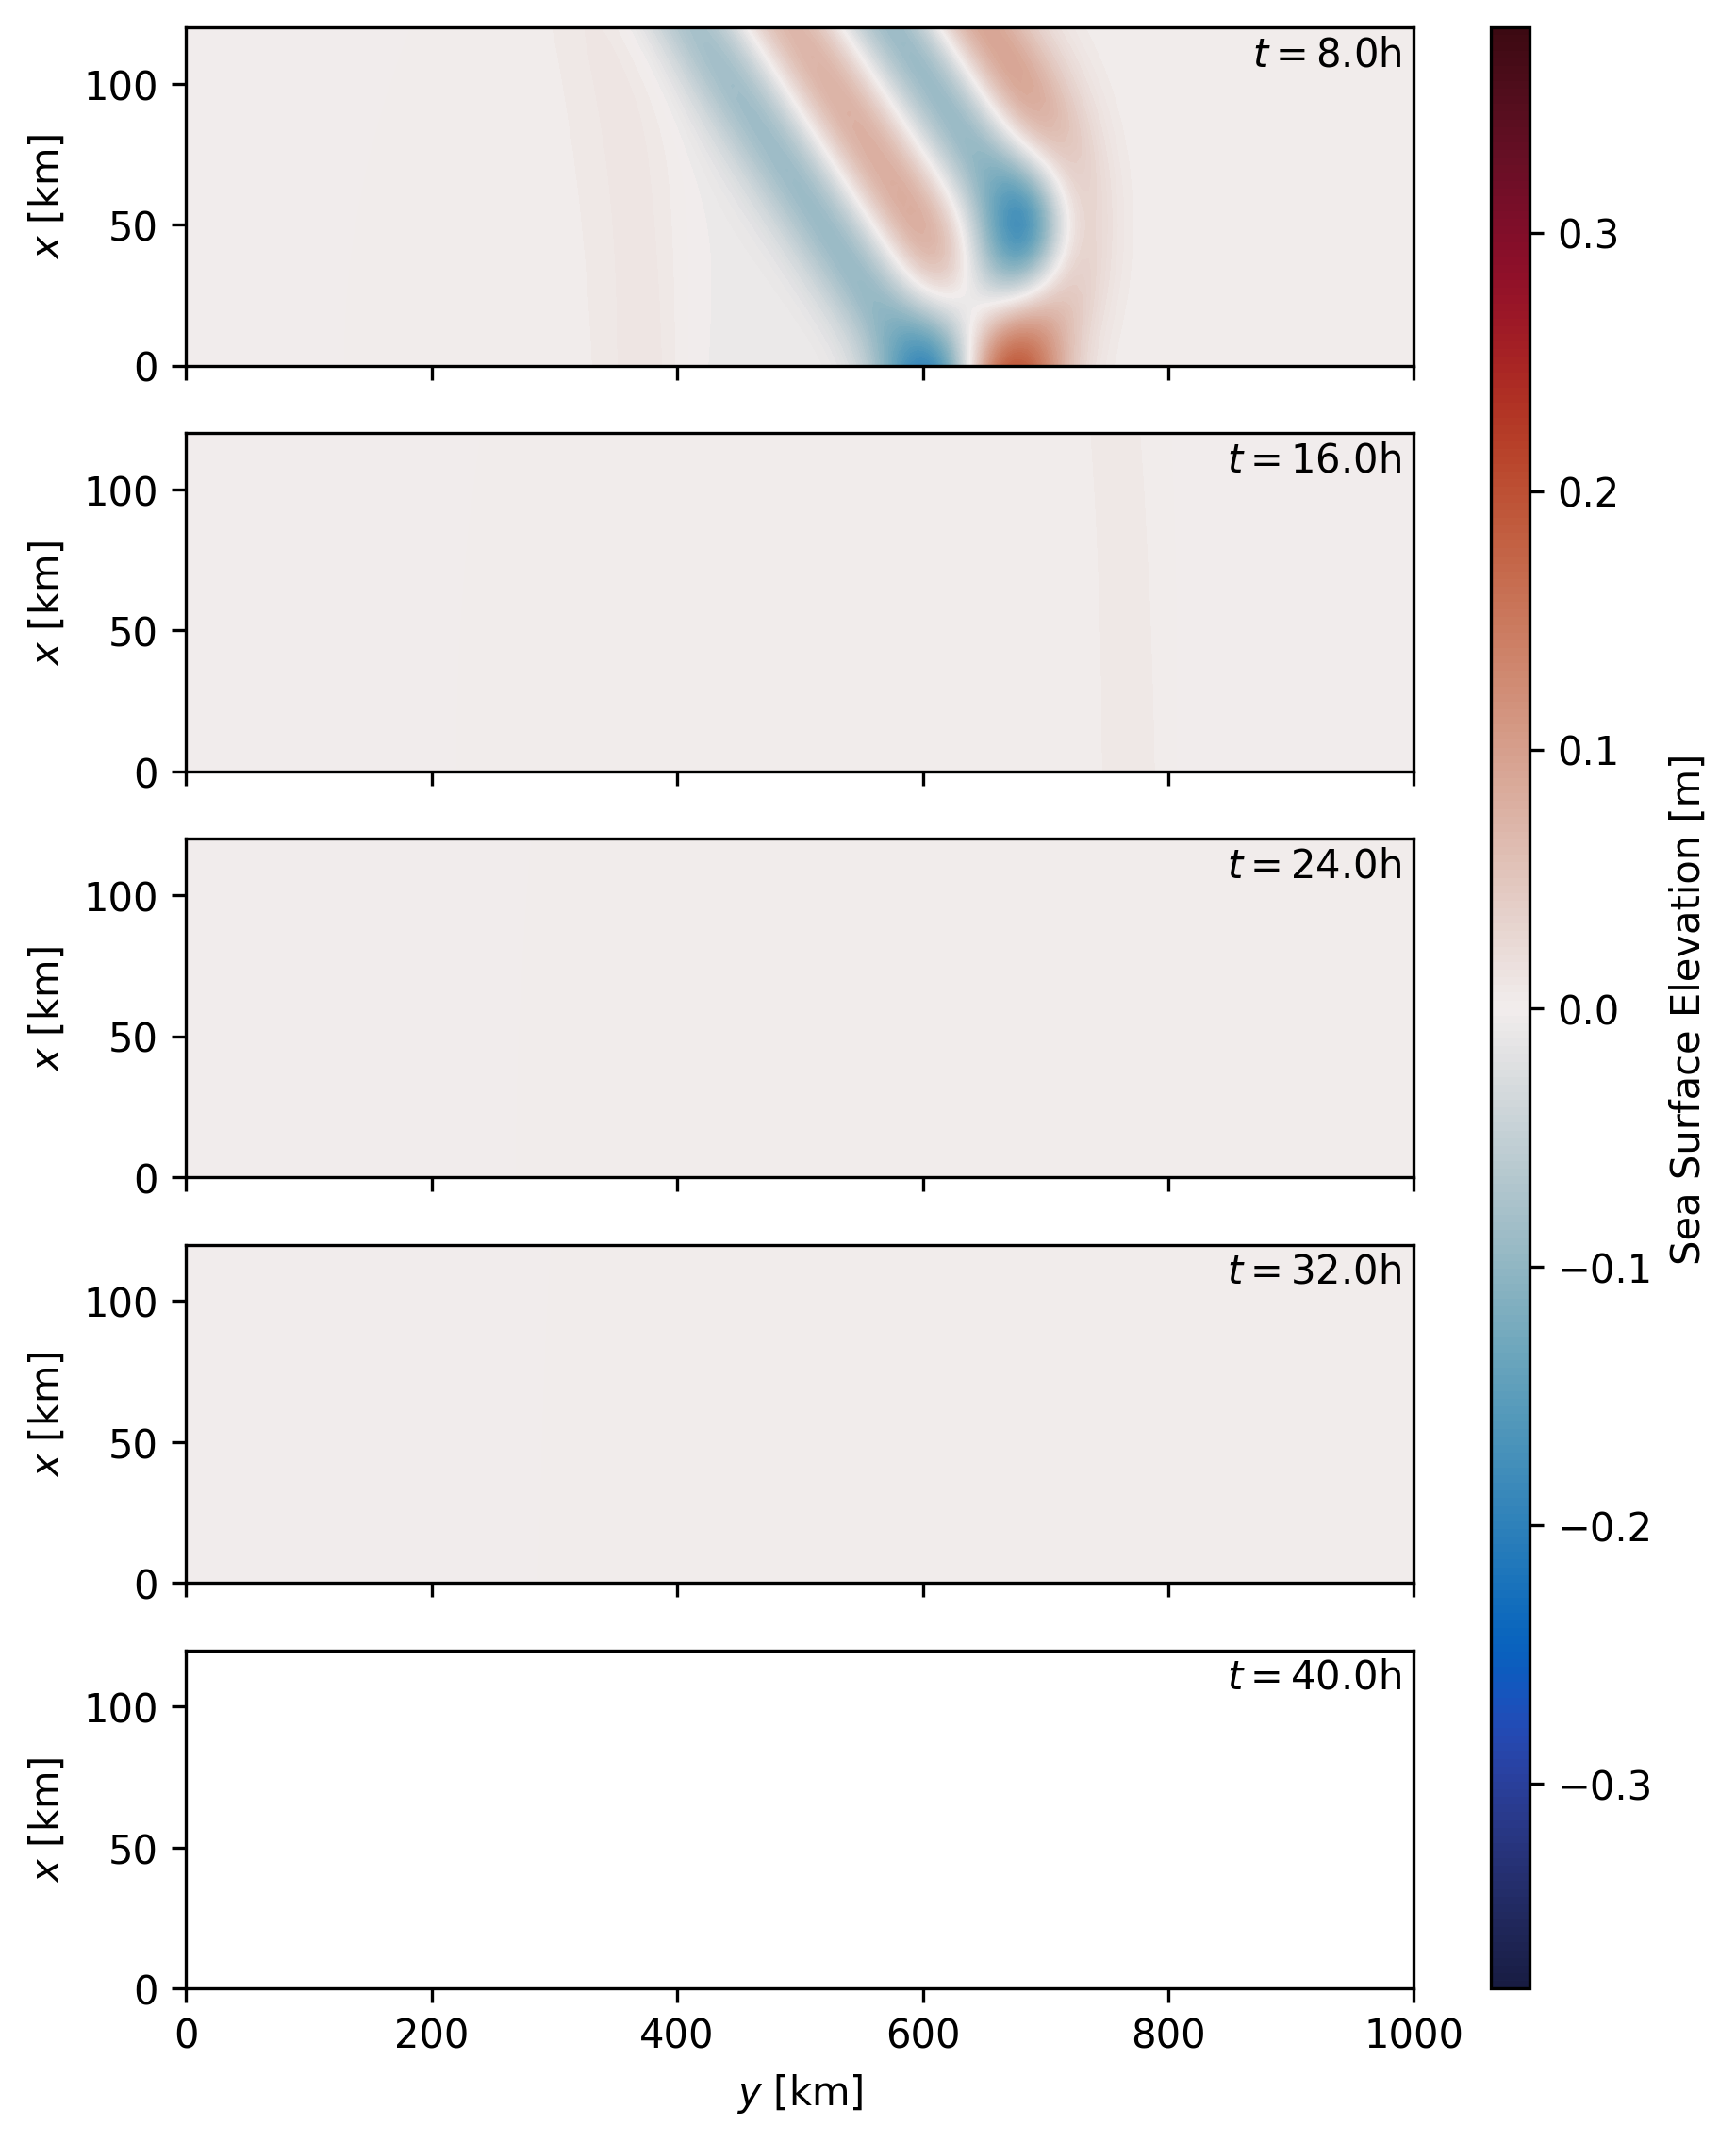 t = 8.0h
100
50
0
x [km]
t = 16.0h
100
50
0
x [km]
t = 24.0h
100
50
0
x [km]
t = 32.0h
100
50
0
x [km]
t = 40.0h
100
50
0
x [km]
0 200 400 600 800 1000
y [km]
0.3
0.2
0.1
0.0
−0.1
−0.2
−0.3
Sea Surface Elevation [m]